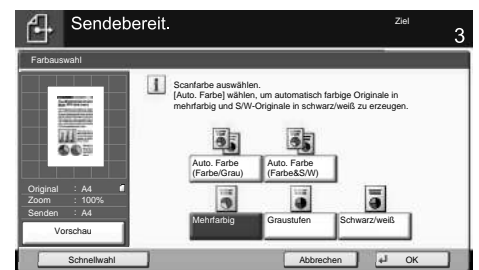 Sendebereit.
Ziel
3
Farbauswahl
Scanfarbe auswählen.
[Auto. Farbe] wählen, um automatisch farbige Originale in
mehrfarbig und S/W-Originale in schwarz/weiß zu erzeugen.
Auto. Farbe
(Farbe/Grau)
Auto. Farbe
(Farbe&S/W)
Original : A4
Zoom : 100%
Senden : A4
Mehrfarbig
Graustufen
Schwarz/weiß
Vorschau
Schnellwahl
Abbrechen
OK